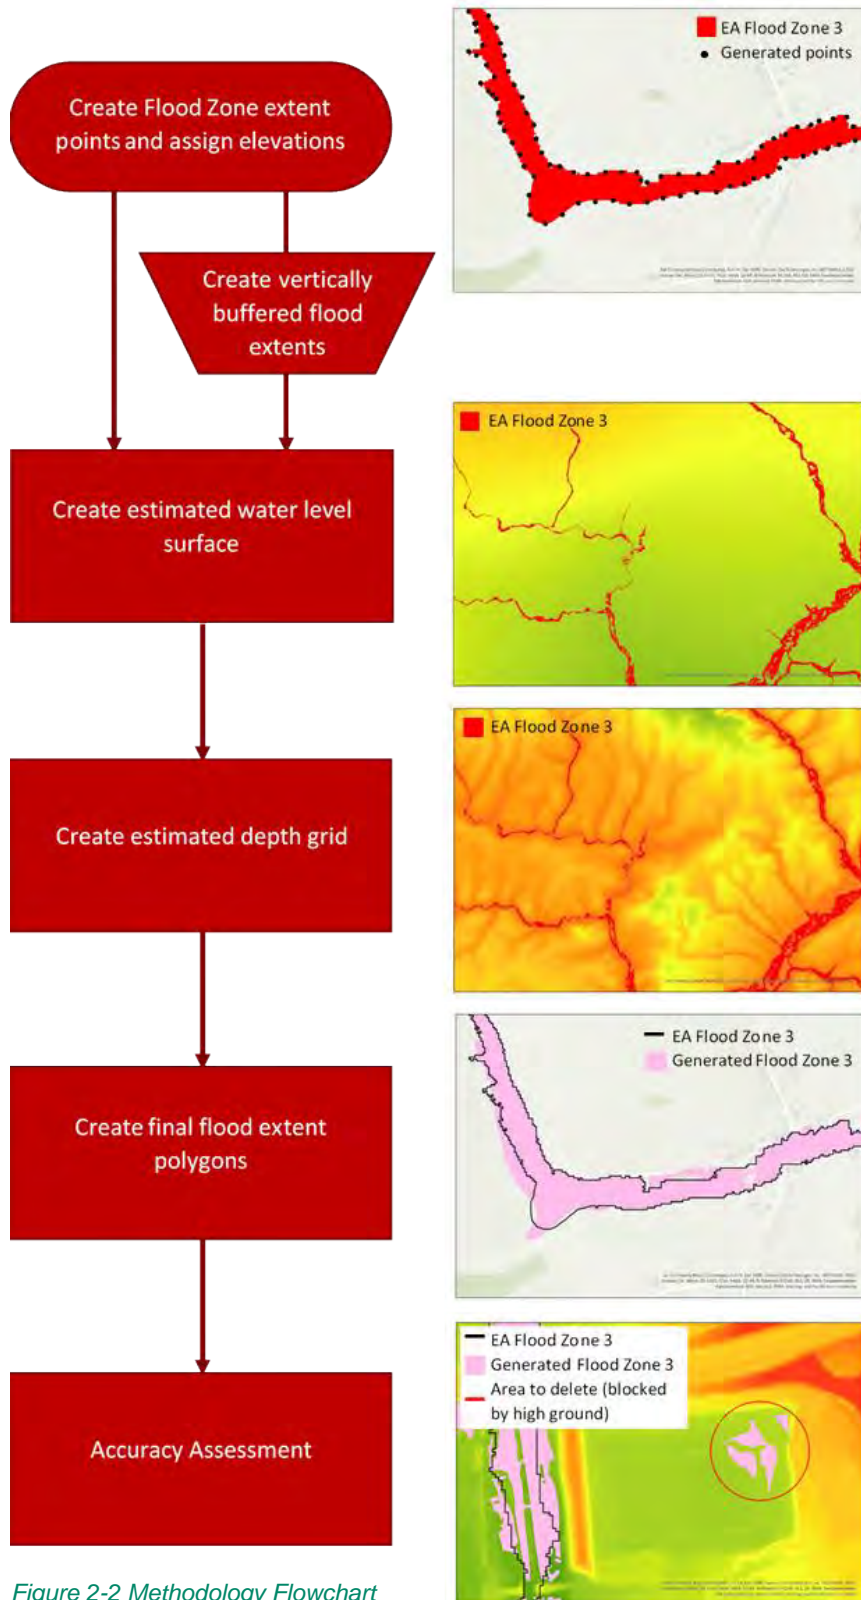 Create Flood Zone extent
points and assign elevations
Create vertically
buffered flood
extents
Create estimated water level
surface
Create estimated depth grid
Create final flood extent
polygons
Accuracy Assessment
EA Flood Zone 3
Generated points
EA Flood Zone 3
EA Flood Zone 3
EA Flood Zone 3
Generated Flood Zone 3
EA Flood Zone 3
Generated Flood Zone 3
Area to delete (blocked
by high ground)
Figure 2-2 Methodology Flowchart